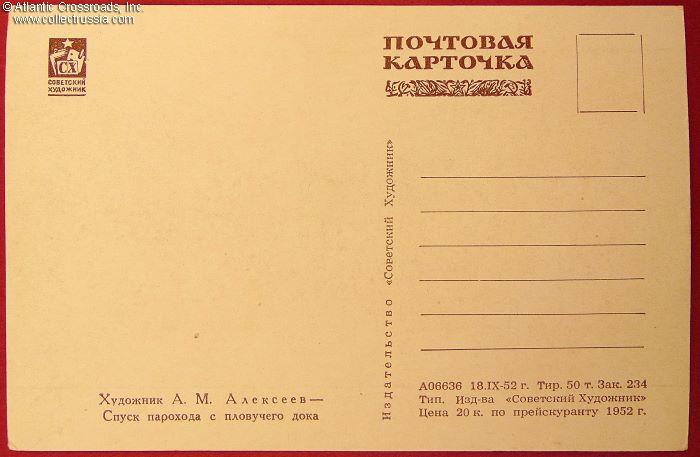 © Atlantic Crossroads, Inc.
www.collectrussia.com
СХ
СОВЕТСКИЙ
ХУДОЖНИК
ПОЧТОВАЯ
КАРТОЧКА
Издательство «Советский Художник»
Художник А. М. Алексеев—
Спуск парохода с пловучего дока
А06636 18.IX-52 г. Тир. 50 т. Зак. 234
Тип. Изд-ва «Советский Художник»
Цена 20 к. по прейскуранту 1952 г.